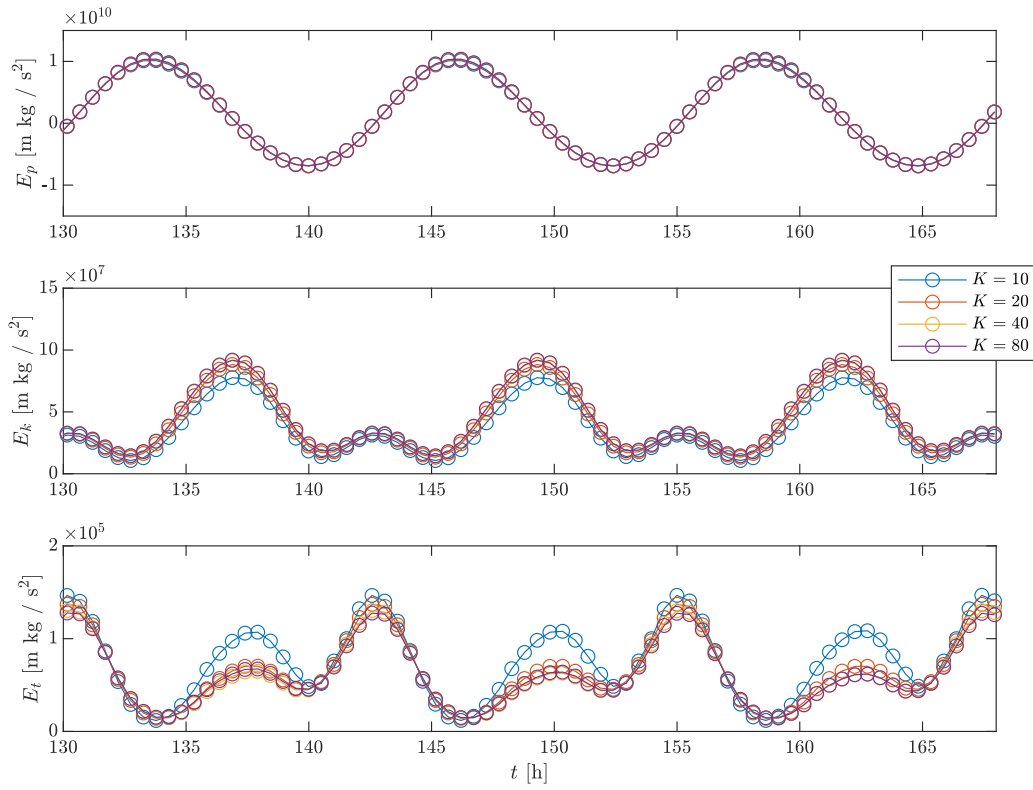 ×10^10
1
0
-1
E_p [m kg / s^2]
130 135 140 145 150 155 160 165
×10^7
15
10
5
0
E_k [m kg / s^2]
130 135 140 145 150 155 160 165
K = 10
K = 20
K = 40
K = 80
×10^5
2
1
0
E_t [m kg / s^2]
130 135 140 145 150 155 160 165
t [h]